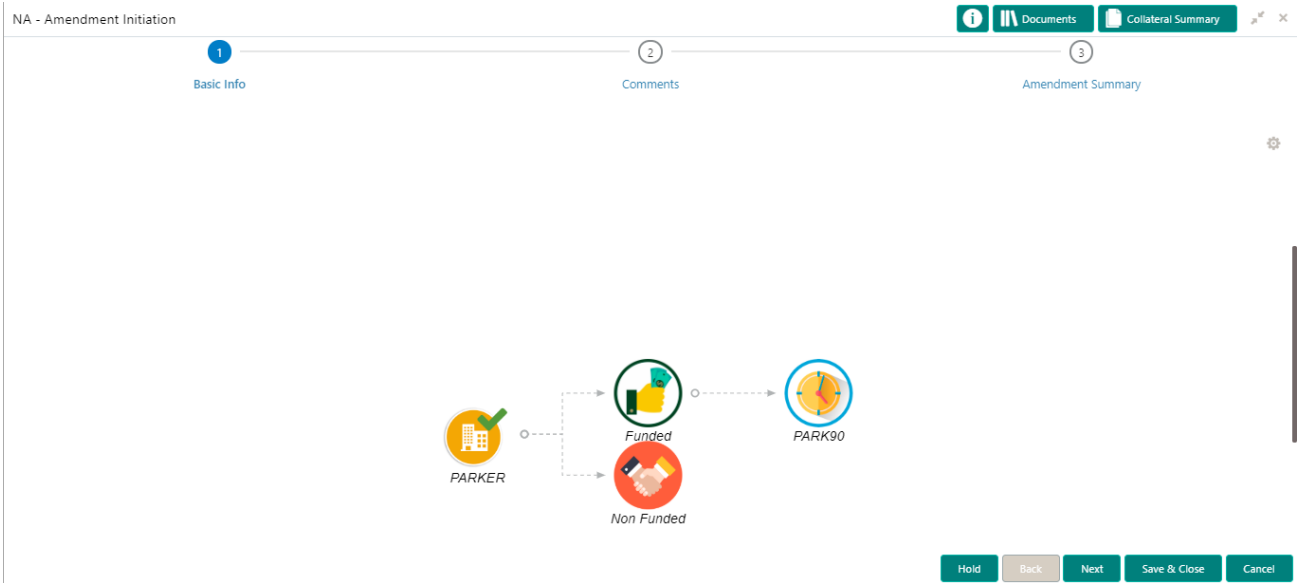 NA - Amendment Initiation
Documents
Collateral Summary
1
2
3
Basic Info
Comments
Amendment Summary
Funded
PARK90
PARKER
Non Funded
Hold
Back
Next
Save & Close
Cancel